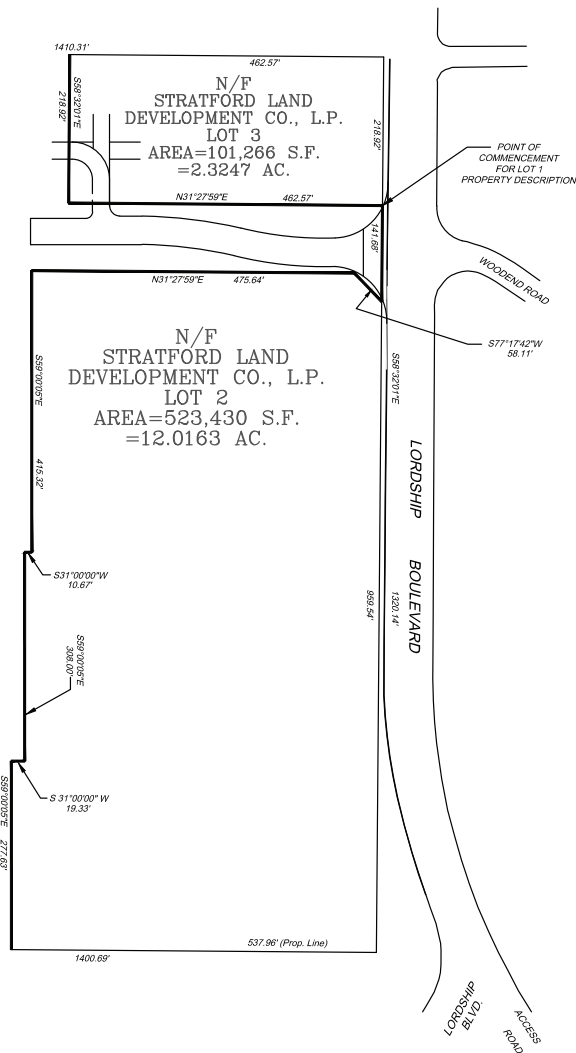 1410.31'
462.57'
S58°32'01"E
218.92'
N/F
STRATFORD LAND
DEVELOPMENT CO., L.P.
LOT 3
AREA=101,266 S.F.
=2.3247 AC.
218.92'
POINT OF
COMMENCEMENT
FOR LOT 1
PROPERTY DESCRIPTION
N31°27'59"E 462.57'
141.68'
WOODEND ROAD
N31°27'59"E 475.64'
S77°17'42"W
58.11'
N/F
STRATFORD LAND
DEVELOPMENT CO., L.P.
LOT 2
AREA=523,430 S.F.
=12.0163 AC.
S59°00'05"E
415.32'
S58°32'01"E
LORDSHIP BOULEVARD
S31°00'00"W
10.67'
959.54'
1320.14'
S59°00'05"E
308.00'
S 31°00'00" W
19.33'
S59°00'05"E 277.63'
537.96' (Prop. Line)
1400.69'
LORDSHIP
BLVD.
ACCESS
ROAD